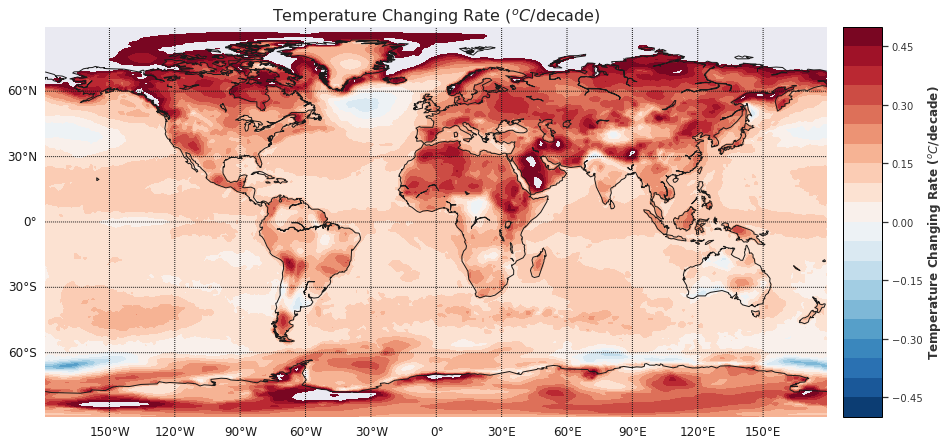 Temperature Changing Rate (°C/decade)
60°N
30°N
0°
30°S
60°S
150°W 120°W 90°W 60°W 30°W 0° 30°E 60°E 90°E 120°E 150°E
0.45
0.30
0.15
0.00
−0.15
−0.30
−0.45
Temperature Changing Rate (°C/decade)